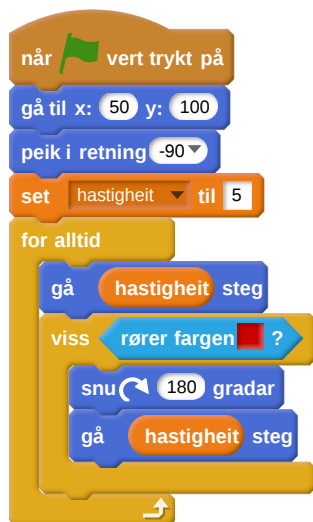 når vert trykt på
gå til x: 50 y: 100
peik i retning -90
set hastigheit til 5
for alltid
gå hastigheit steg
viss rører fargen ?
snu 180 gradar
gå hastigheit steg